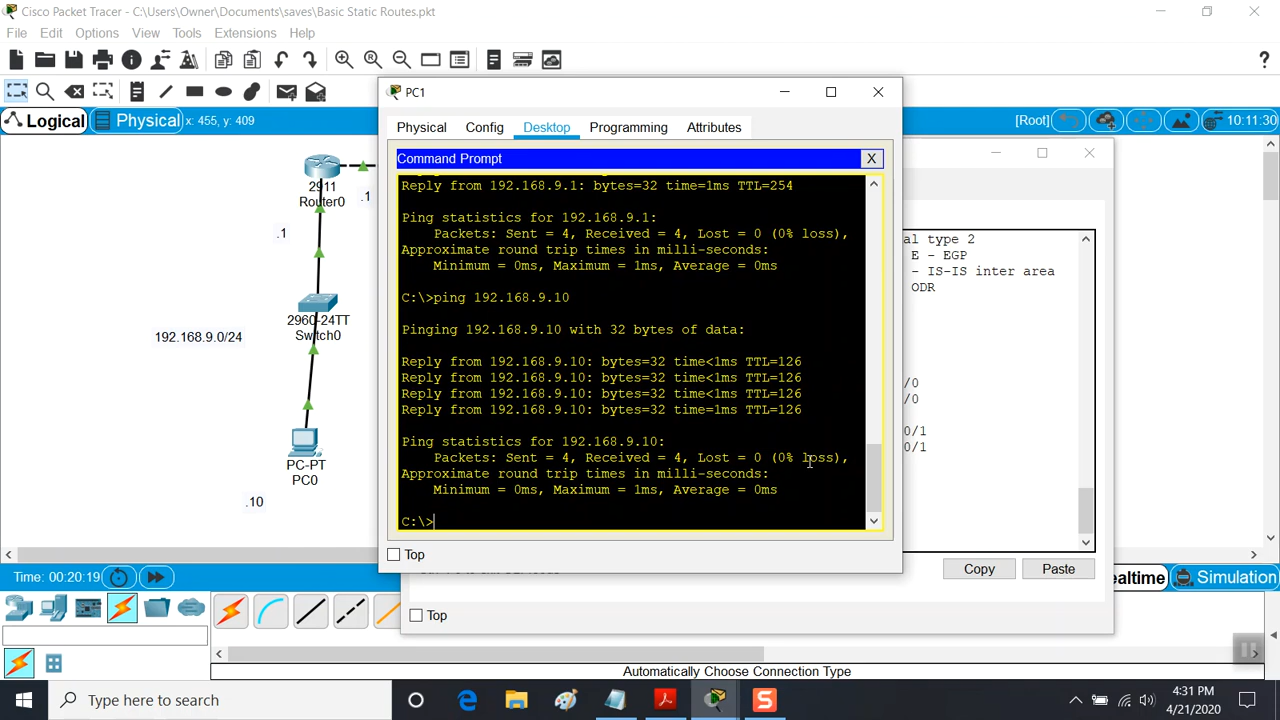 Cisco Packet Tracer - C:\Users\Owner\Documents\saves\Basic Static Routes.pkt
File Edit Options View Tools Extensions Help
Logical Physical x: 455, y: 409 [Root] 10:11:30
PC1
Physical Config Desktop Programming Attributes
Command Prompt X
Reply from 192.168.9.1: bytes=32 time=1ms TTL=254
Ping statistics for 192.168.9.1:
Packets: Sent = 4, Received = 4, Lost = 0 (0% loss),
Approximate round trip times in milli-seconds:
Minimum = 0ms, Maximum = 1ms, Average = 0ms
C:\>ping 192.168.9.10
Pinging 192.168.9.10 with 32 bytes of data:
Reply from 192.168.9.10: bytes=32 time<1ms TTL=126
Reply from 192.168.9.10: bytes=32 time<1ms TTL=126
Reply from 192.168.9.10: bytes=32 time<1ms TTL=126
Reply from 192.168.9.10: bytes=32 time=1ms TTL=126
Ping statistics for 192.168.9.10:
Packets: Sent = 4, Received = 4, Lost = 0 (0% loss),
Approximate round trip times in milli-seconds:
Minimum = 0ms, Maximum = 1ms, Average = 0ms
C:\>
Top
2911
Router0
.1
.1
2960-24TT
Switch0
192.168.9.0/24
PC-PT
PC0
.10
al type 2
E - EGP
- IS-IS inter area
ODR
/0
/0
0/1
0/1
Copy Paste
Top
Time: 00:20:19
ealtime Simulation
Automatically Choose Connection Type
Type here to search
4:31 PM
4/21/2020